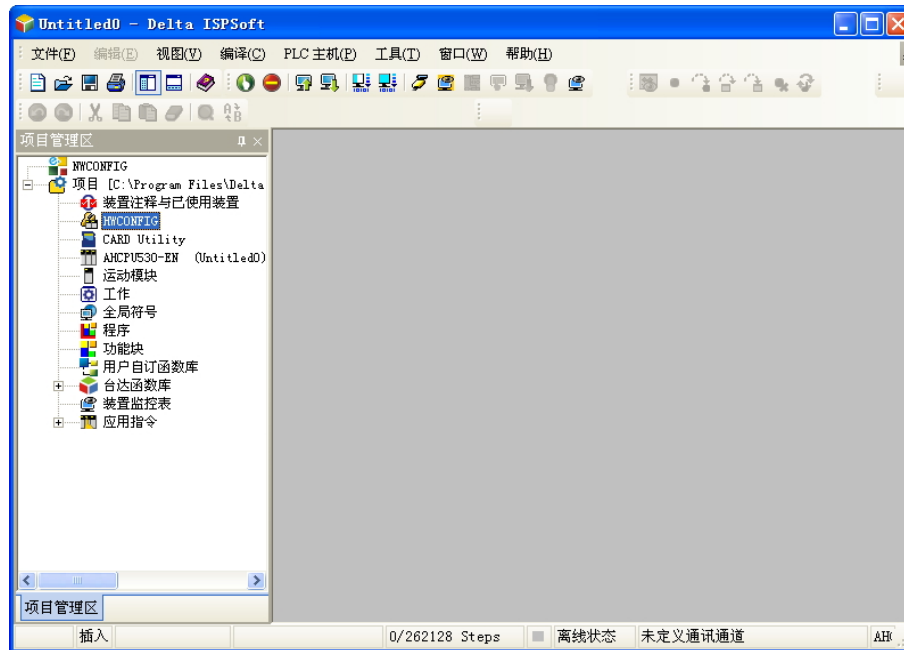 Untitled0 - Delta ISPSoft
文件(F) 编辑(E) 视图(V) 编译(C) PLC 主机(P) 工具(T) 窗口(W) 帮助(H)
项目管理区
NWCONFIG
项目 [C:\Program Files\Delta
装置注释与已使用装置
HWCONFIG
CARD Utility
AHCPU530-EN (Untitled0)
运动模块
工作
全局符号
程序
功能块
用户自订函数库
台达函数库
装置监控表
应用指令
项目管理区
插入 0/262128 Steps 离线状态 未定义通讯通道 AH